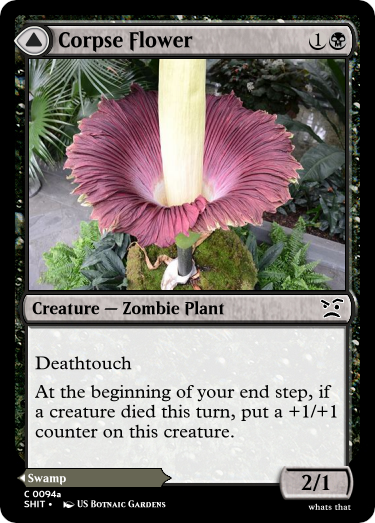 Corpse Flower 1
Creature — Zombie Plant
Deathtouch
At the beginning of your end step, if
a creature died this turn, put a +1/+1
counter on this creature.
Swamp
2/1
C 0094a
SHIT • US Botnaic Gardens
whats that